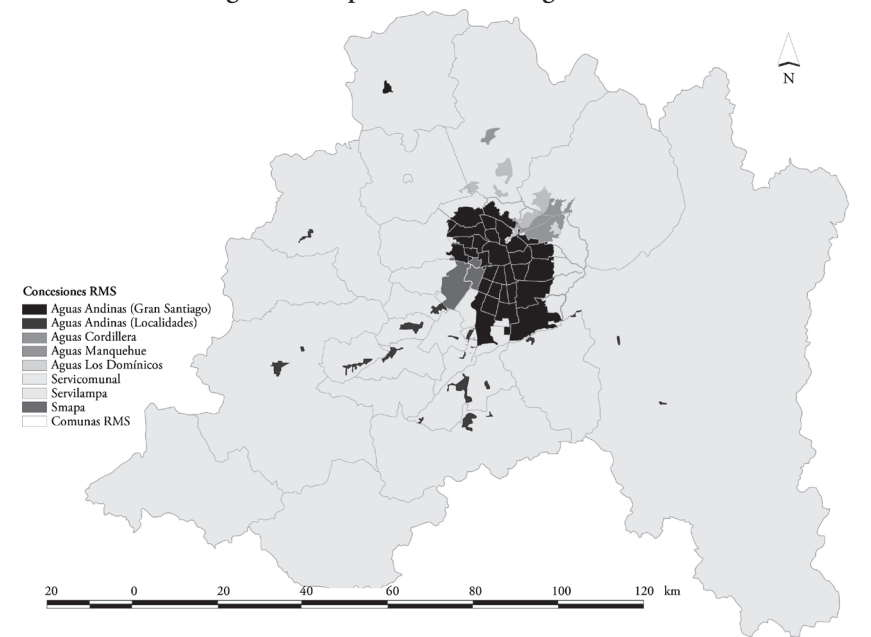 N
Concesiones RMS
Aguas Andinas (Gran Santiago)
Aguas Andinas (Localidades)
Aguas Cordillera
Aguas Manquehue
Aguas Los Domínicos
Servicomunal
Servilampa
Smapa
Comunas RMS
20 0 20 40 60 80 100 120 km